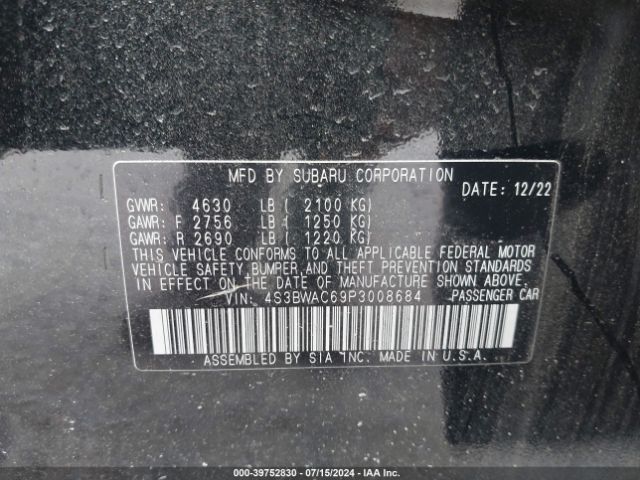 MFD BY SUBARU CORPORATION
DATE: 12/22
GVWR: 4630 LB ( 2100 KG)
GAWR: F 2756 LB ( 1250 KG)
GAWR: R 2690 LB ( 1220 KG)
THIS VEHICLE CONFORMS TO ALL APPLICABLE FEDERAL MOTOR
VEHICLE SAFETY, BUMPER, AND THEFT PREVENTION STANDARDS
IN EFFECT ON THE DATE OF MANUFACTURE SHOWN ABOVE.
VIN: 4S3BWAC69P3008684 PASSENGER CAR
ASSEMBLED BY SIA INC. MADE IN U.S.A.
000-39752830 - 07/15/2024 - IAA Inc.